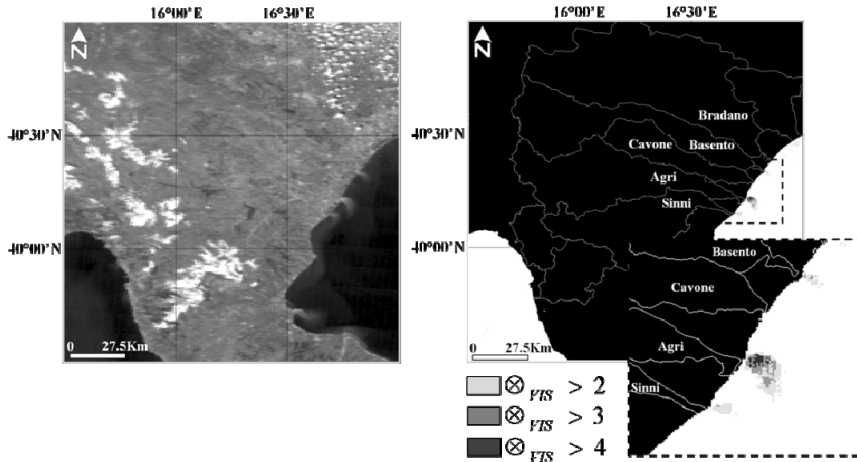 16°00' 16°30'
N
40°30'N
40°00'N
0 27.5Km
16°00' 16°30'
N
40°30'N
40°00'N
Bradano
Cavone Basento
Agri
Sinni
Basento
Cavone
Agri
Sinni
0 27.5Km
⊗VIS > 2
⊗VIS > 3
⊗VIS > 4